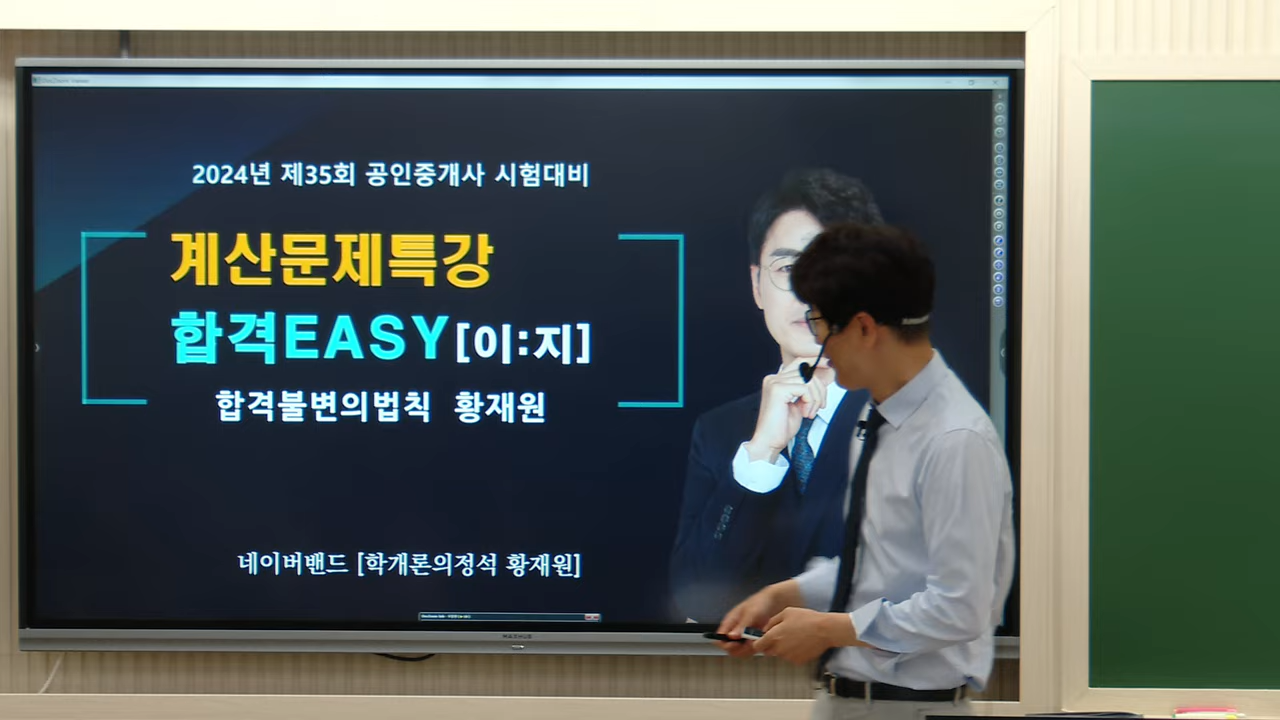 2024년 제35회 공인중개사 시험대비
계산문제특강
합격EASY[이:지]
합격불변의법칙 황재원
네이버밴드 [학개론의정석 황재원]